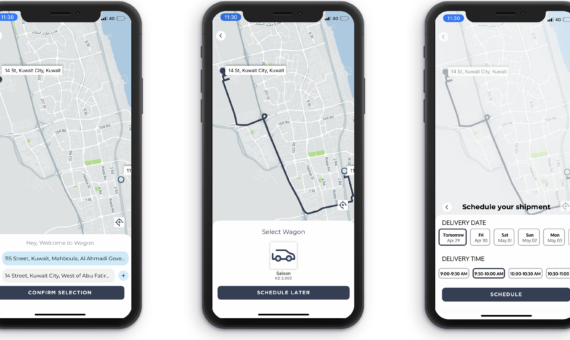 11:30
4G
14 St, Kuwait City, Kuwait
Hey, Welcome to Wagon
115 Street, Kuwait, Mahboula, Al Ahmadi Gove...
14 Street, Kuwait City, West of Abu Fatir...
+
CONFIRM SELECTION
11:30
4G
14 St, Kuwait City, Kuwait
11
Select Wagon
Saloon
SCHEDULE LATER
11:30
4G
14 St, Kuwait City, Kuwait
Schedule your shipment
DELIVERY DATE
Tomorrow Fri Sat Sun Mon
Apr 29 Apr 30 May 01 May 02 May 03
DELIVERY TIME
9:00-9:30 AM 9:30-10:00 AM 10:00-10:30 AM 10:30-11:00
SCHEDULE